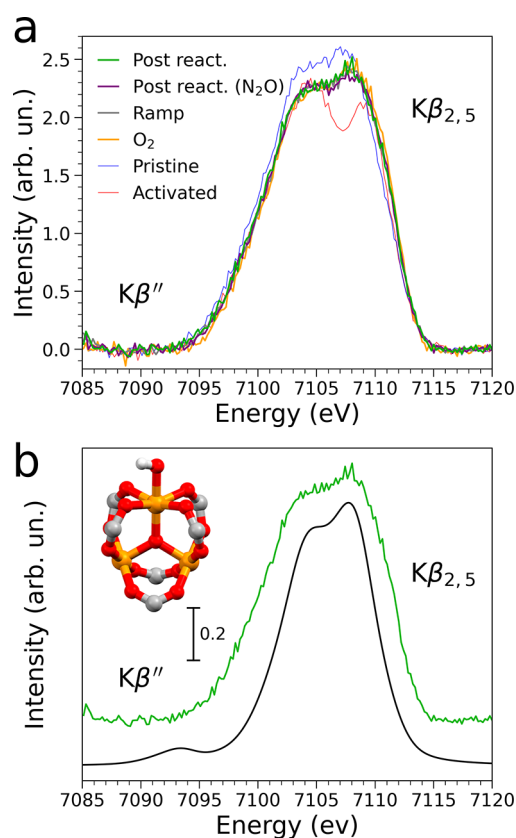 a
2.5
2.0
1.5
1.0
0.5
0.0
Intensity (arb. un.)
Post react.
Post react. (N₂O)
Ramp
O₂
Pristine
Activated
Kβ₂,₅
Kβ″
7085 7090 7095 7100 7105 7110 7115 7120
Energy (eV)
b
Intensity (arb. un.)
Kβ₂,₅
0.2
Kβ″
7085 7090 7095 7100 7105 7110 7115 7120
Energy (eV)